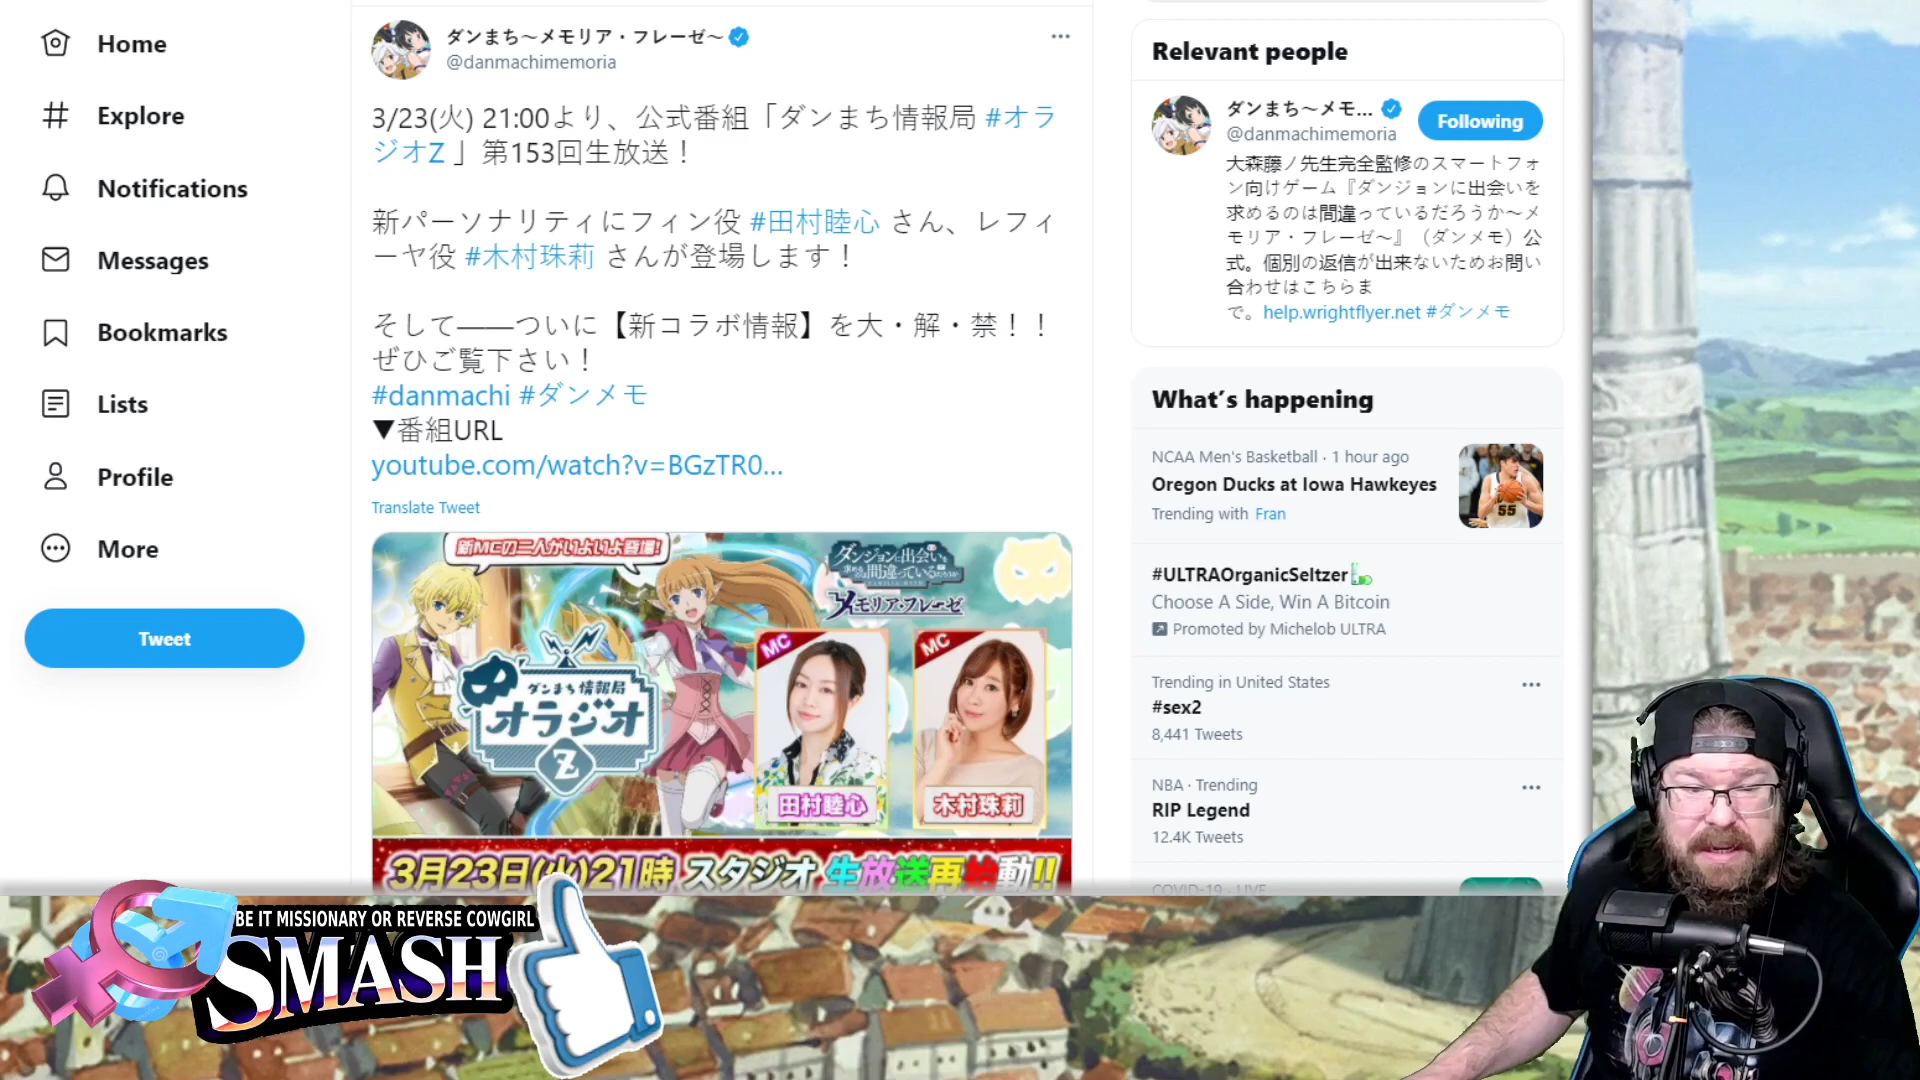 Home
Explore
Notifications
Messages
Bookmarks
Lists
Profile
More
Tweet
ダンまち～メモリア・フレーゼ～
@danmachimemoria
3/23(火) 21:00より、公式番組「ダンまち情報局 #オラ
ジオZ 」第153回生放送！
新パーソナリティにフィン役 #田村睦心 さん、レフィ
ーヤ役 #木村珠莉 さんが登場します！
そして——ついに【新コラボ情報】を大・解・禁！！
ぜひご覧下さい！
#danmachi #ダンメモ
▼番組URL
youtube.com/watch?v=BGzTR0...
Translate Tweet
新MCの二人がいよいよ登場!
ダンジョンに出会いを
求めるのは間違っているだろうか
メモリア・フレーゼ
ダンまち情報局
オラジオ
Z
MC
田村睦心
MC
木村珠莉
3月23日(火)21時 スタジオ 生放送再始動!!
Relevant people
ダンまち～メモ...
@danmachimemoria
Following
大森藤ノ先生完全監修のスマートフォ
ン向けゲーム『ダンジョンに出会いを
求めるのは間違っているだろうか～メ
モリア・フレーゼ～』（ダンメモ）公
式。個別の返信が出来ないためお問い
合わせはこちらま
で。help.wrightflyer.net #ダンメモ
What's happening
NCAA Men's Basketball · 1 hour ago
Oregon Ducks at Iowa Hawkeyes
Trending with Fran
55
#ULTRAOrganicSeltzer
Choose A Side, Win A Bitcoin
Promoted by Michelob ULTRA
Trending in United States
#sex2
8,441 Tweets
NBA · Trending
RIP Legend
12.4K Tweets
COVID-19 · LIVE
BE IT MISSIONARY OR REVERSE COWGIRL
SMASH